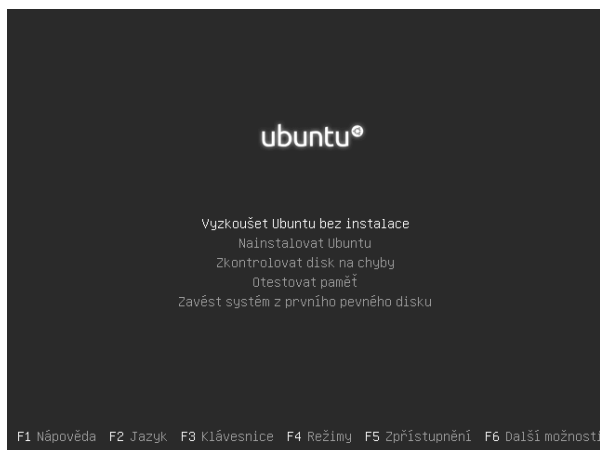 ubuntu
Vyzkoušet Ubuntu bez instalace
Nainstalovat Ubuntu
Zkontrolovat disk na chyby
Otestovat paměť
Zavést systém z prvního pevného disku
F1 Nápověda F2 Jazyk F3 Klávesnice F4 Režimy F5 Zpřístupnění F6 Další možnosti